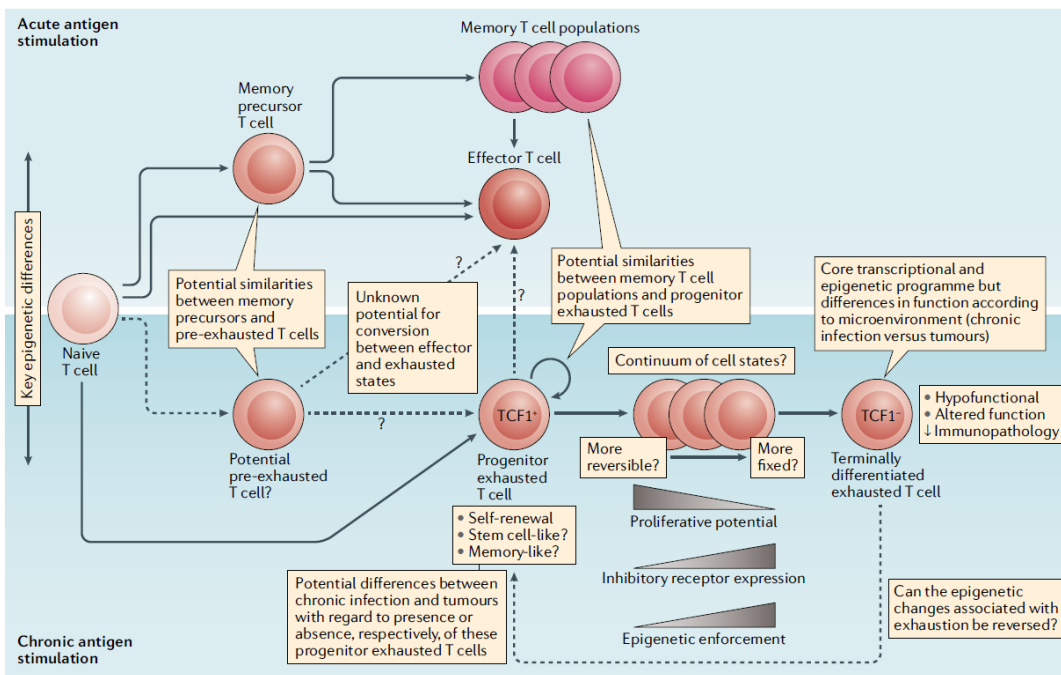 Acute antigen
stimulation
Memory T cell populations
Memory
precursor
T cell
Effector T cell
Key epigenetic differences
Naive
T cell
Potential similarities
between memory
precursors and
pre-exhausted T cells
?
Unknown
potential for
conversion
between effector
and exhausted
states
?
Potential similarities
between memory T cell
populations and progenitor
exhausted T cells
Core transcriptional and
epigenetic programme but
differences in function according
to microenvironment (chronic
infection versus tumours)
Continuum of cell states?
?
Potential
pre-exhausted
T cell?
TCF1⁺
Progenitor
exhausted
T cell
More
reversible?
More
fixed?
TCF1⁻
Terminally
differentiated
exhausted T cell
• Hypofunctional
• Altered function
↓ Immunopathology
• Self-renewal
• Stem cell-like?
• Memory-like?
Proliferative potential
Inhibitory receptor expression
Epigenetic enforcement
Potential differences between
chronic infection and tumours
with regard to presence or
absence, respectively, of these
progenitor exhausted T cells
Can the epigenetic
changes associated with
exhaustion be reversed?
Chronic antigen
stimulation